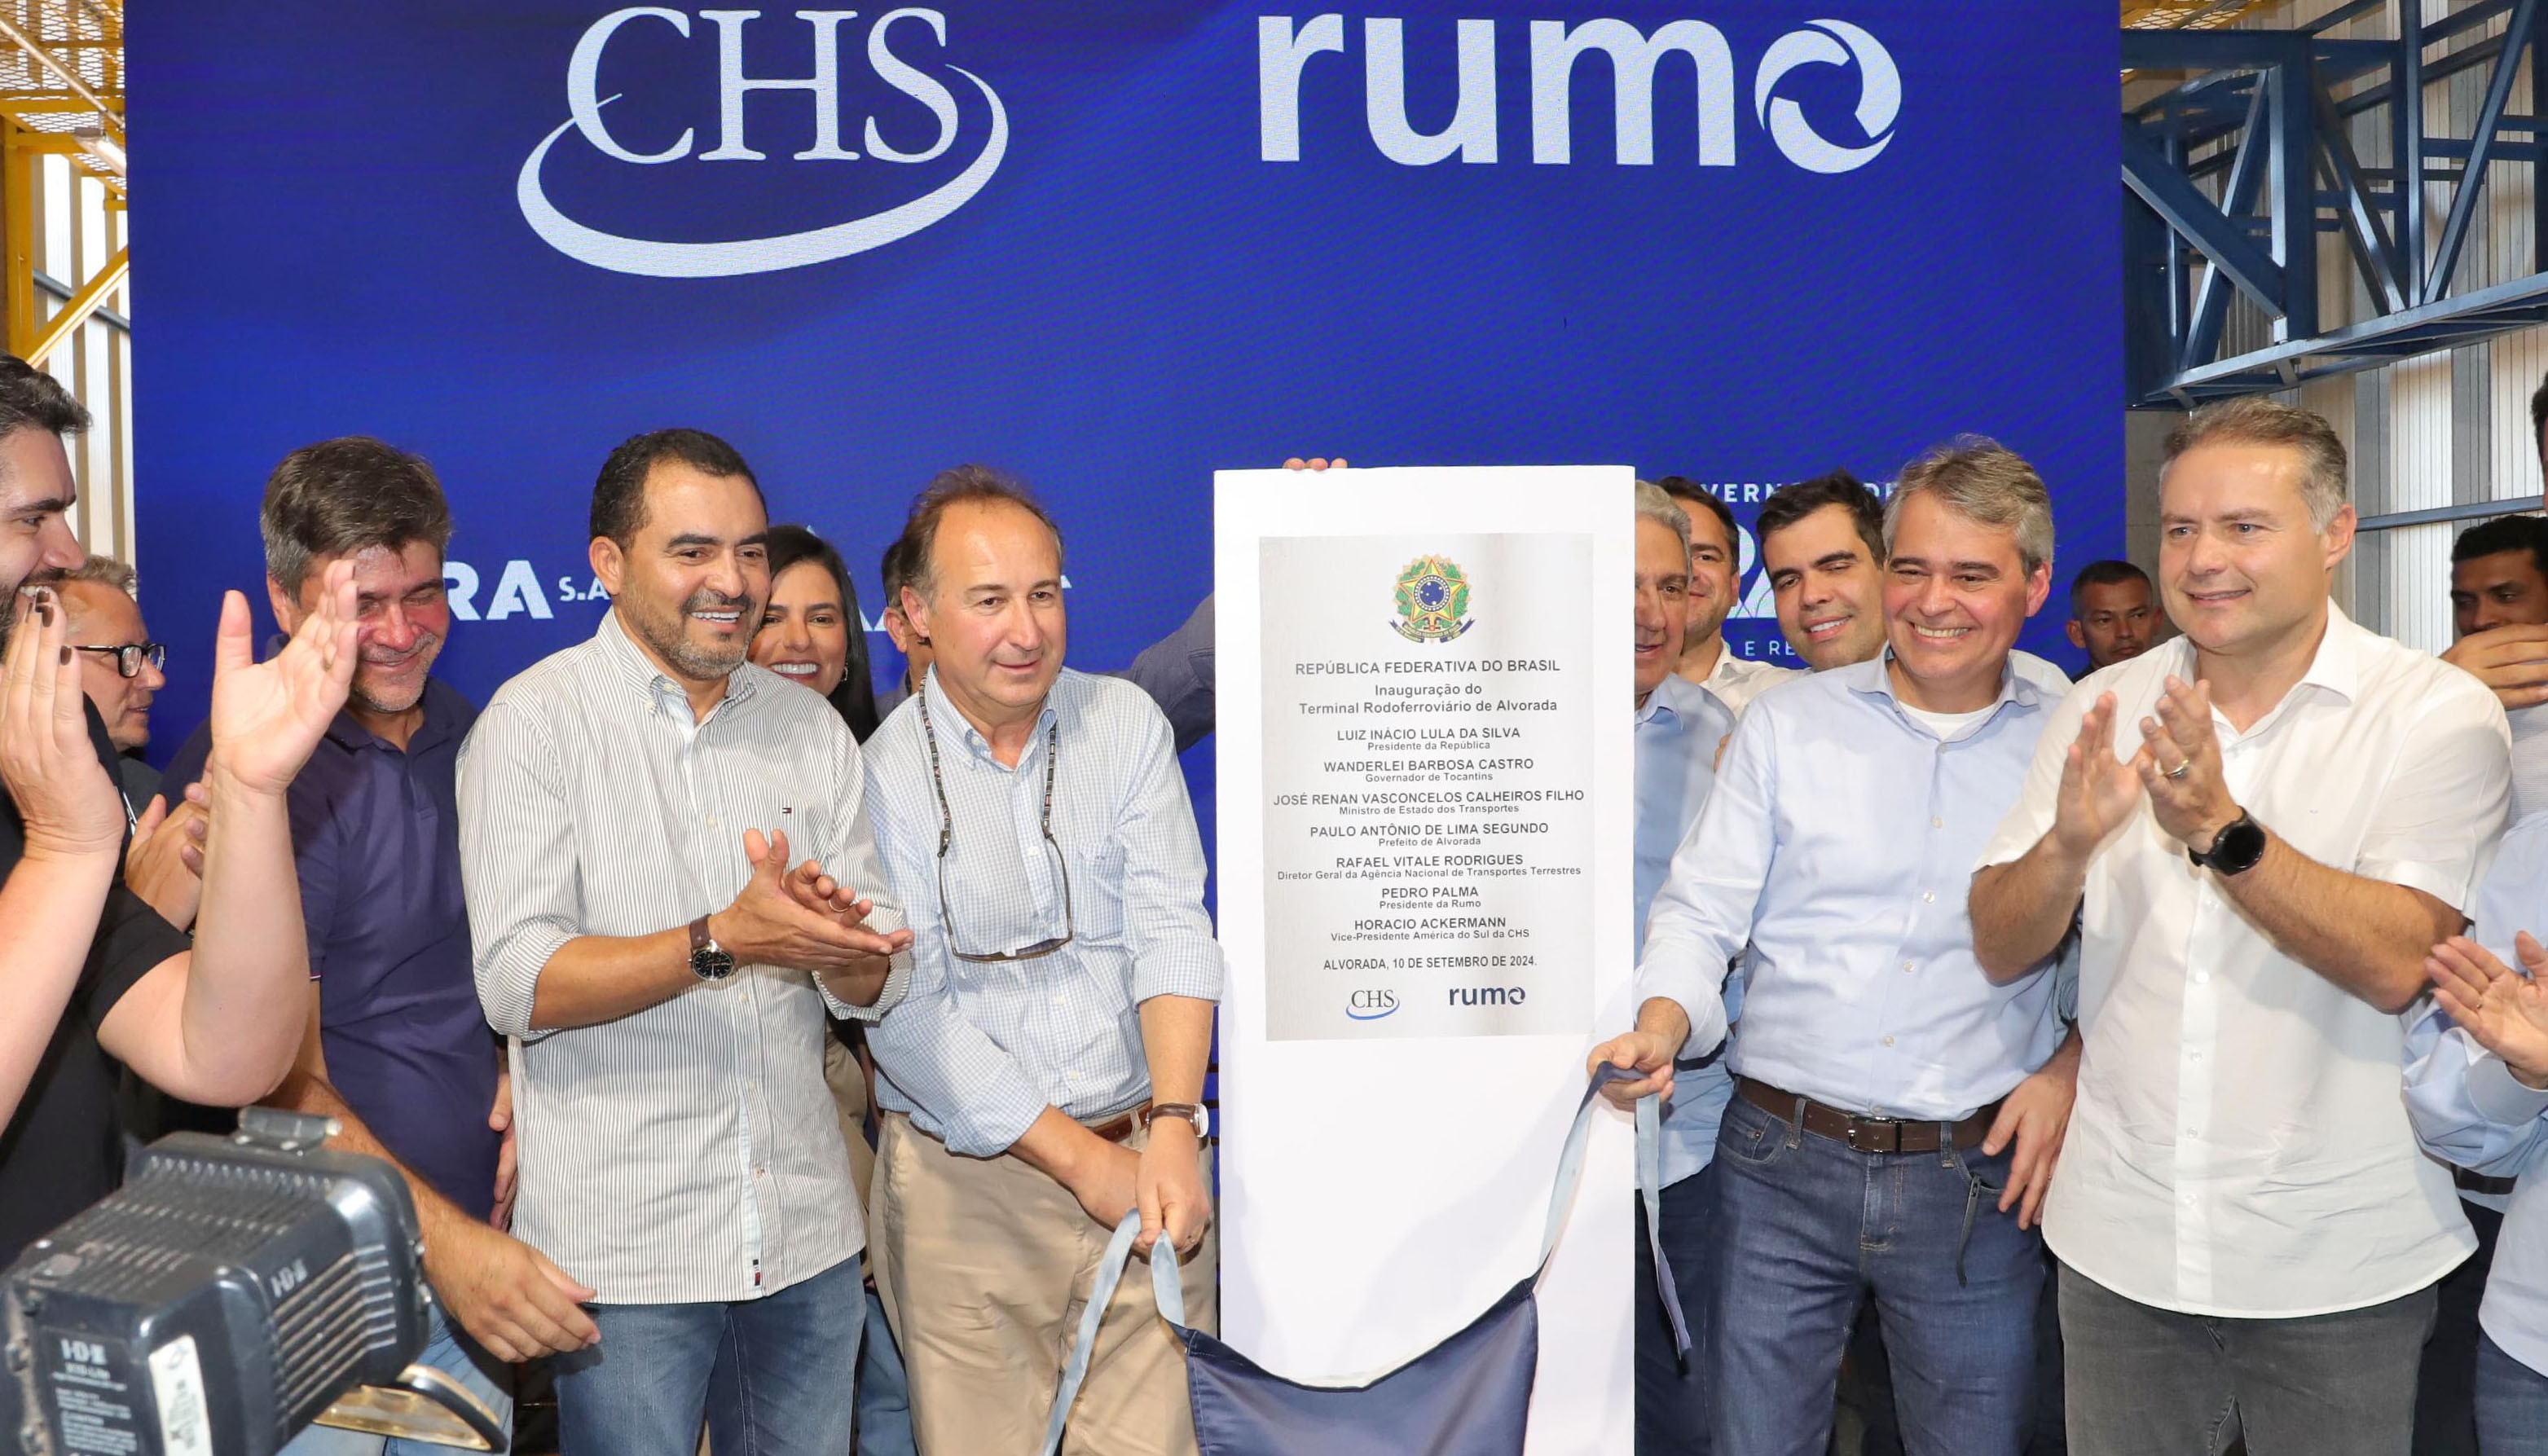 CHS
rumo
RA S.A
VERN
DE
E RE
REPÚBLICA FEDERATIVA DO BRASIL
Inauguração do
Terminal Rodoferroviário de Alvorada
LUIZ INÁCIO LULA DA SILVA
Presidente da República
WANDERLEI BARBOSA CASTRO
Governador de Tocantins
JOSÉ RENAN VASCONCELOS CALHEIROS FILHO
Ministro de Estado dos Transportes
PAULO ANTÔNIO DE LIMA SEGUNDO
Prefeito de Alvorada
RAFAEL VITALE RODRIGUES
Diretor Geral da Agência Nacional de Transportes Terrestres
PEDRO PALMA
Presidente da Rumo
HORACIO ACKERMANN
Vice-Presidente América do Sul da CHS
ALVORADA, 10 DE SETEMBRO DE 2024.
CHS
rumo